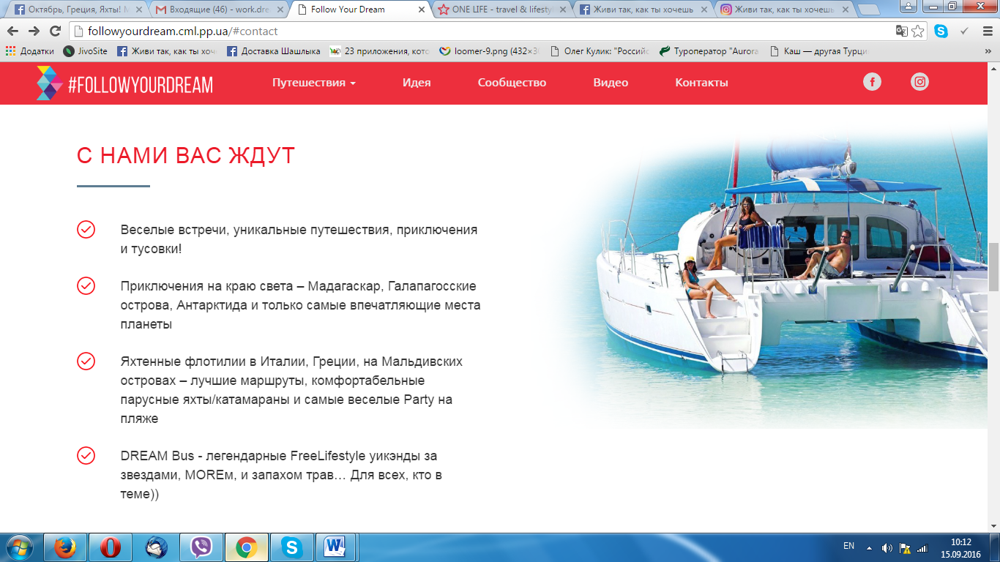 Октябрь, Греция, Яхты! М
Входящие (46) - work.dre
Follow Your Dream
ONE LIFE - travel & lifesty
Живи так, как ты хочешь
Живи так, как ты хочешь
followyourdream.cml.pp.ua/#contact
Додатки
JivoSite
Живи так, как ты хоч
Доставка Шашлыка
23 приложения, кото
loomer-9.png (432×3
Олег Кулик: "Россий
Туроператор "Aurora
Каш — другая Турци
»
#FOLLOWYOURDREAM
Путешествия
Идея
Сообщество
Видео
Контакты
С НАМИ ВАС ЖДУТ
Веселые встречи, уникальные путешествия, приключения
и тусовки!
Приключения на краю света – Мадагаскар, Галапагосские
острова, Антарктида и только самые впечатляющие места
планеты
Яхтенные флотилии в Италии, Греции, на Мальдивских
островах – лучшие маршруты, комфортабельные
парусные яхты/катамараны и самые веселые Party на
пляже
DREAM Bus - легендарные FreeLifestyle уикэнды за
звездами, MOREм, и запахом трав… Для всех, кто в
теме))
EN
10:12
15.09.2016